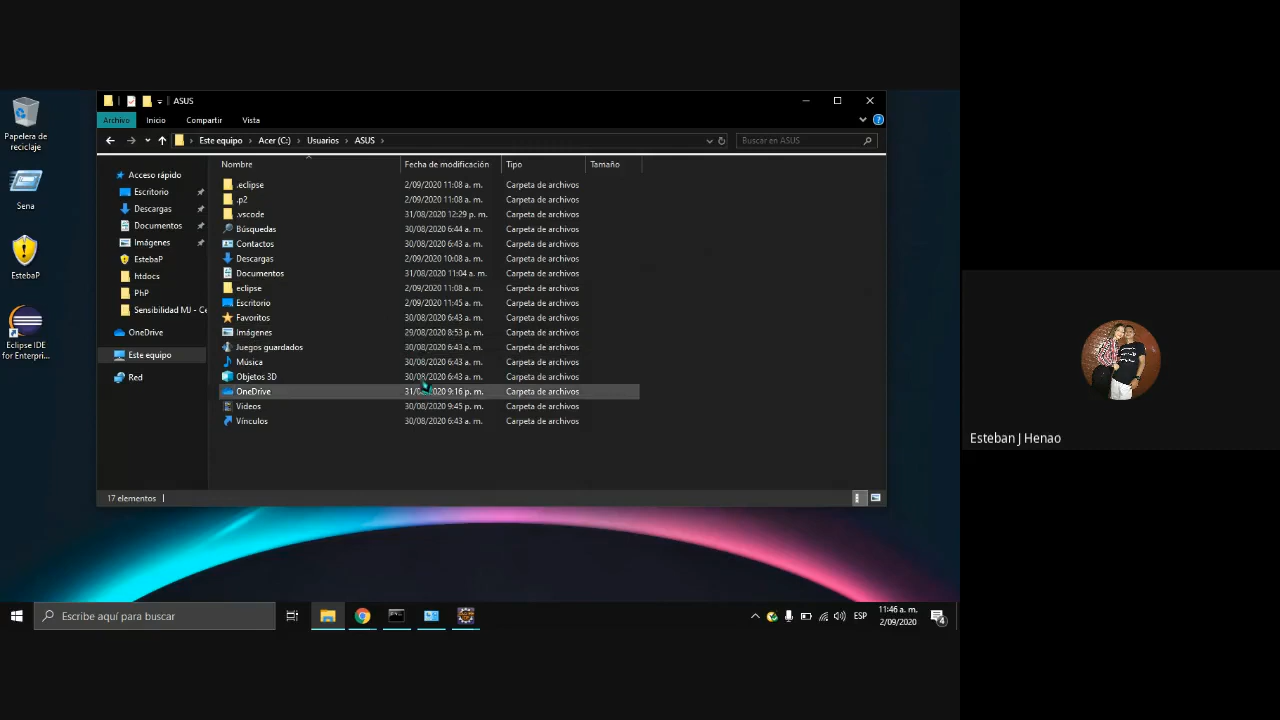 ASUS
Archivo Inicio Compartir Vista
Este equipo Acer (C:) Usuarios ASUS
Buscar en ASUS
Papelera de reciclaje
Sena
EstebaP
Eclipse IDE for Enterpri...
Acceso rápido
Escritorio
Descargas
Documentos
Imágenes
EstebaP
htdocs
PhP
Sensibilidad MJ - Ce
OneDrive
Este equipo
Red
Nombre Fecha de modificación Tipo Tamaño
.eclipse 2/09/2020 11:08 a. m. Carpeta de archivos
.p2 2/09/2020 11:08 a. m. Carpeta de archivos
.vscode 31/08/2020 12:29 p. m. Carpeta de archivos
Búsquedas 30/08/2020 6:44 a. m. Carpeta de archivos
Contactos 30/08/2020 6:43 a. m. Carpeta de archivos
Descargas 2/09/2020 10:08 a. m. Carpeta de archivos
Documentos 31/08/2020 11:04 a. m. Carpeta de archivos
eclipse 2/09/2020 11:08 a. m. Carpeta de archivos
Escritorio 2/09/2020 11:45 a. m. Carpeta de archivos
Favoritos 30/08/2020 6:43 a. m. Carpeta de archivos
Imágenes 29/08/2020 8:53 p. m. Carpeta de archivos
Juegos guardados 30/08/2020 6:43 a. m. Carpeta de archivos
Música 30/08/2020 6:43 a. m. Carpeta de archivos
Objetos 3D 30/08/2020 6:43 a. m. Carpeta de archivos
OneDrive 31/0 2020 9:16 p. m. Carpeta de archivos
Vídeos 30/08/2020 9:45 p. m. Carpeta de archivos
Vínculos 30/08/2020 6:43 a. m. Carpeta de archivos
17 elementos
Esteban J Henao
Escribe aquí para buscar
ESP
11:46 a. m.
2/09/2020
4